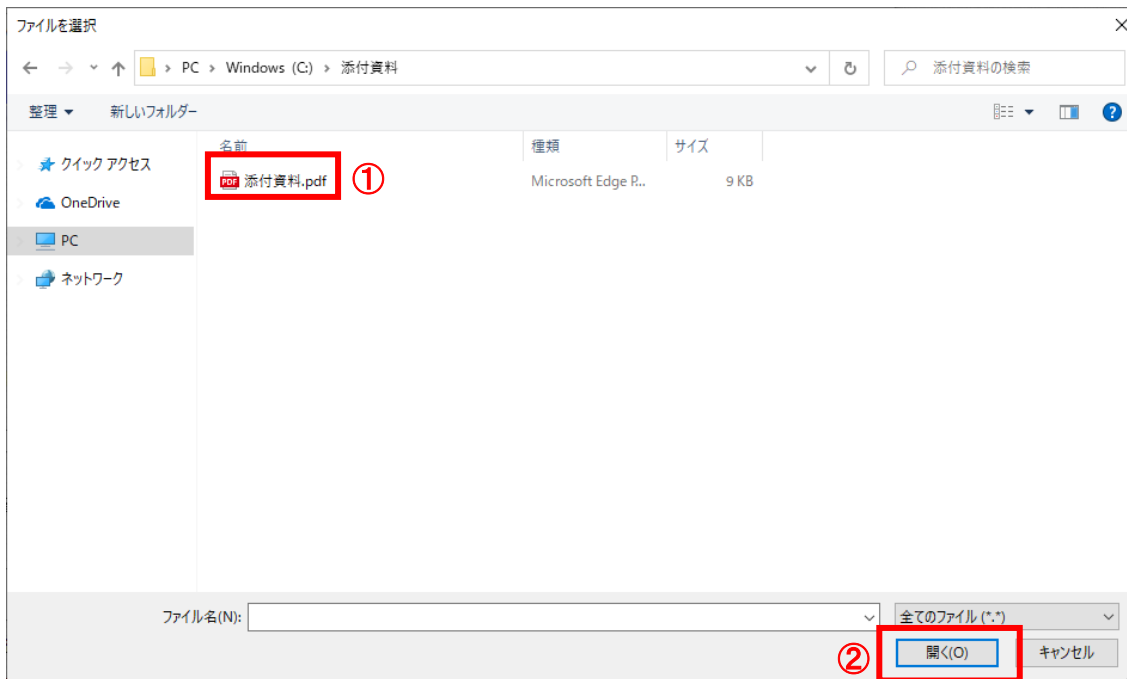 ファイルを選択
PC › Windows (C:) › 添付資料
添付資料の検索
整理 新しいフォルダー
名前 種類 サイズ
クイック アクセス
PDF 添付資料.pdf ① Microsoft Edge P... 9 KB
OneDrive
PC
ネットワーク
ファイル名(N): 全てのファイル (*.*)
② 開く(O) キャンセル